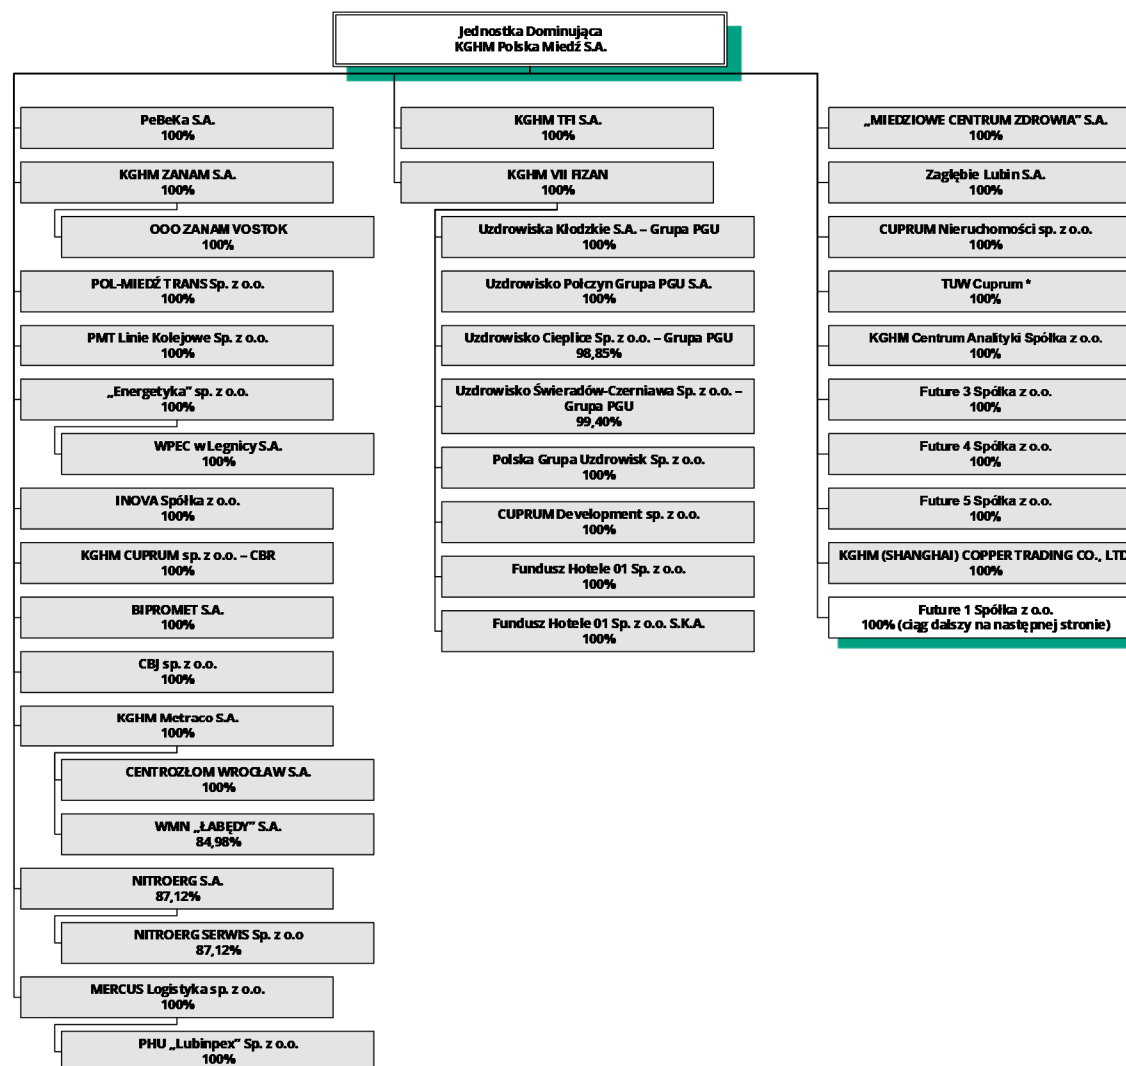 Jednostka Dominująca
KGHM Polska Miedź S.A.
PeBeKa S.A.
100%
KGHM ZANAM S.A.
100%
OOO ZANAM VOSTOK
100%
POL-MIEDŹ TRANS Sp. z o.o.
100%
PMT Linie Kolejowe Sp. z o.o.
100%
„Energetyka” sp. z o.o.
100%
WPEC w Legnicy S.A.
100%
INOVA Spółka z o.o.
100%
KGHM CUPRUM sp. z o.o. – CBR
100%
BIPROMET S.A.
100%
CBJ sp. z o.o.
100%
KGHM Metraco S.A.
100%
CENTROZŁOM WROCŁAW S.A.
100%
WMN „ŁABĘDY” S.A.
84,98%
NITROERG S.A.
87,12%
NITROERG SERWIS Sp. z o.o
87,12%
MERCUS Logistyka sp. z o.o.
100%
PHU „Lubinpex” Sp. z o.o.
100%
KGHM TFI S.A.
100%
KGHM VII FIZAN
100%
Uzdrowiska Kłodzkie S.A. – Grupa PGU
100%
Uzdrowisko Połczyn Grupa PGU S.A.
100%
Uzdrowisko Cieplice Sp. z o.o. – Grupa PGU
98,85%
Uzdrowisko Świeradów-Czerniawa Sp. z o.o. –
Grupa PGU
99,40%
Polska Grupa Uzdrowisk Sp. z o.o.
100%
CUPRUM Development sp. z o.o.
100%
Fundusz Hotele 01 Sp. z o.o.
100%
Fundusz Hotele 01 Sp. z o.o. S.K.A.
100%
„MIEDZIOWE CENTRUM ZDROWIA” S.A.
100%
Zagłębie Lubin S.A.
100%
CUPRUM Nieruchomości sp. z o.o.
100%
TUW Cuprum *
100%
KGHM Centrum Analityki Spółka z o.o.
100%
Future 3 Spółka z o.o.
100%
Future 4 Spółka z o.o.
100%
Future 5 Spółka z o.o.
100%
KGHM (SHANGHAI) COPPER TRADING CO., LTD
100%
Future 1 Spółka z o.o.
100% (ciąg dalszy na następnej stronie)